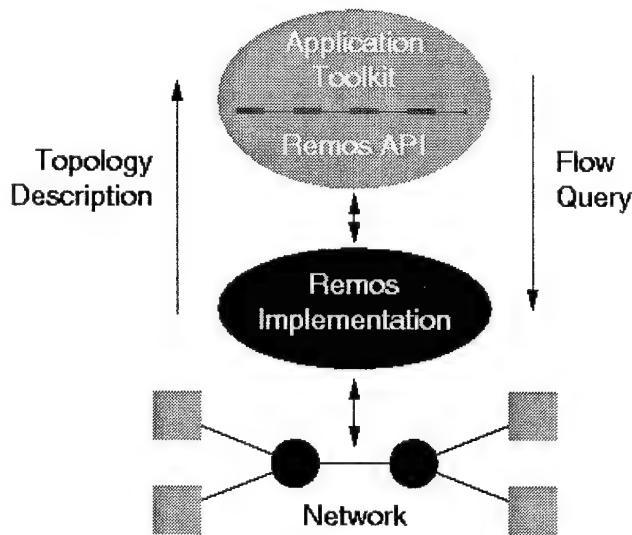 Application
Toolkit
Remos API
Topology
Description
Flow
Query
Remos
Implementation
Network